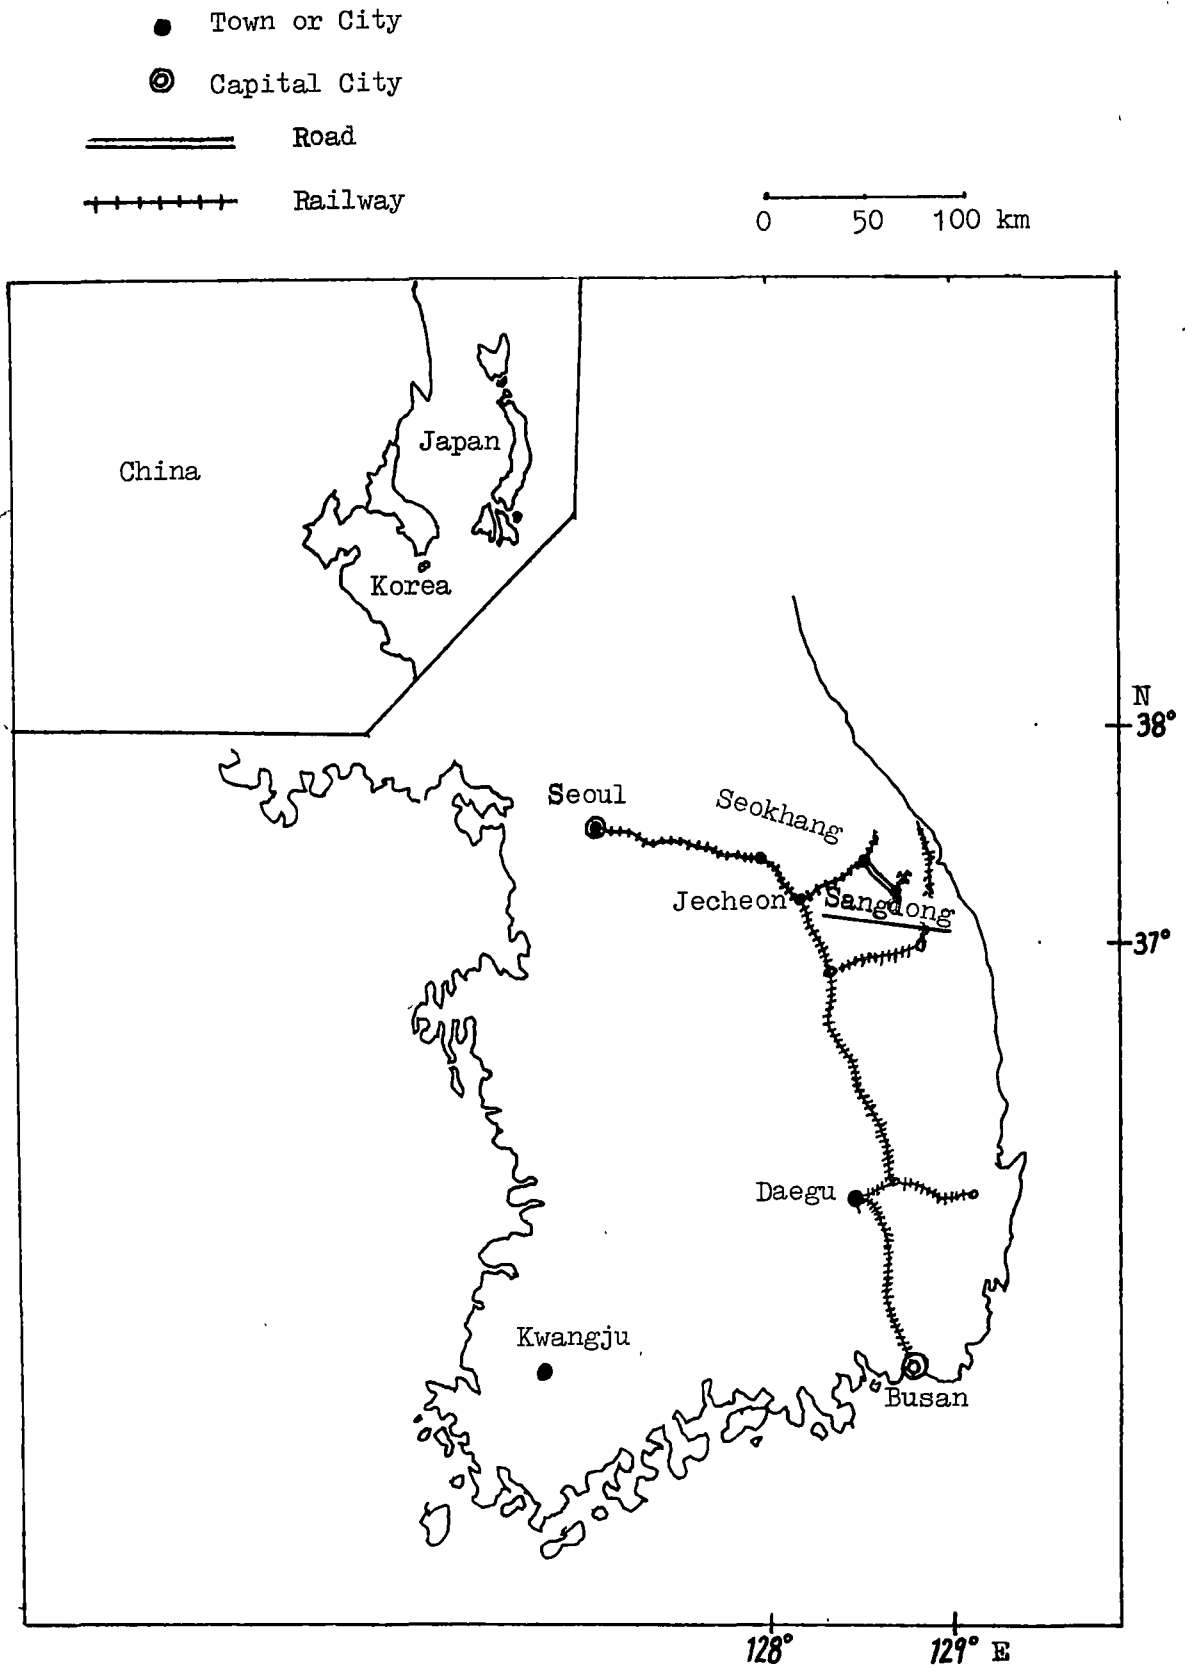 Town or City
Capital City
Road
Railway
0 50 100 km
China
Japan
Korea
N
38°
Seoul
Seokhang
Jecheon
Sangdong
37°
Daegu
Kwangju
Busan
128° 129° E